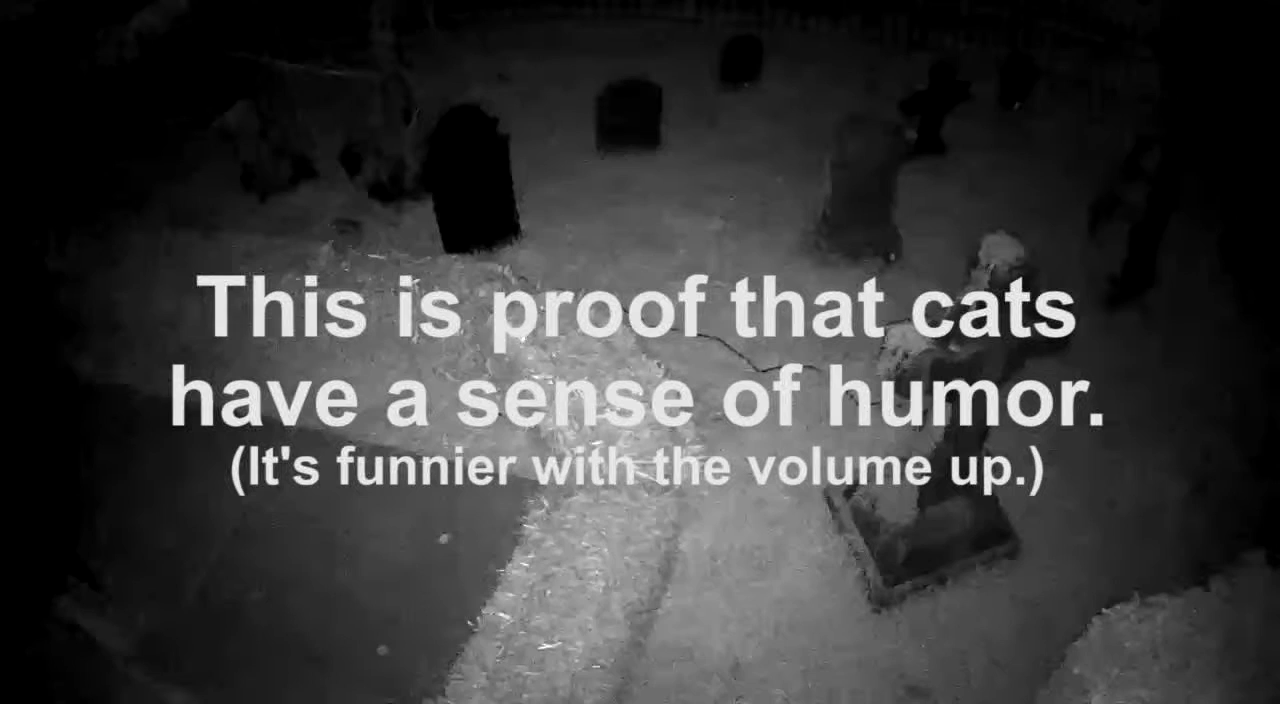 This is proof that cats
have a sense of humor.
(It's funnier with the volume up.)